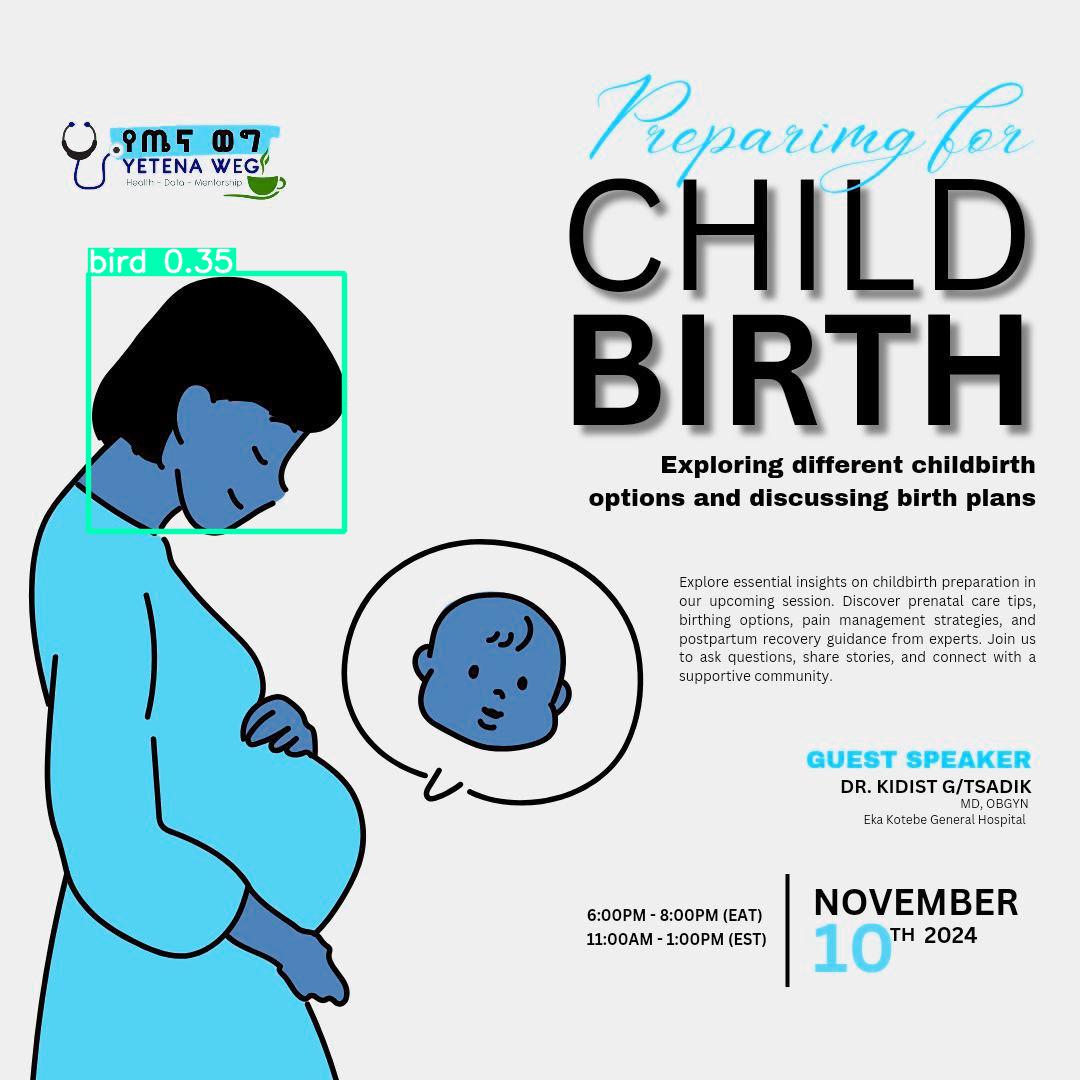 የጤና ወግ
YETENA WEG
Health - Data - Mentorship
bird 0.35
Preparimg for
CHILD
BIRTH
Exploring different childbirth
options and discussing birth plans
Explore essential insights on childbirth preparation in
our upcoming session. Discover prenatal care tips,
birthing options, pain management strategies, and
postpartum recovery guidance from experts. Join us
to ask questions, share stories, and connect with a
supportive community.
GUEST SPEAKER
DR. KIDIST G/TSADIK
MD, OBGYN
Eka Kotebe General Hospital
6:00PM - 8:00PM (EAT)
11:00AM - 1:00PM (EST)
NOVEMBER
10TH 2024